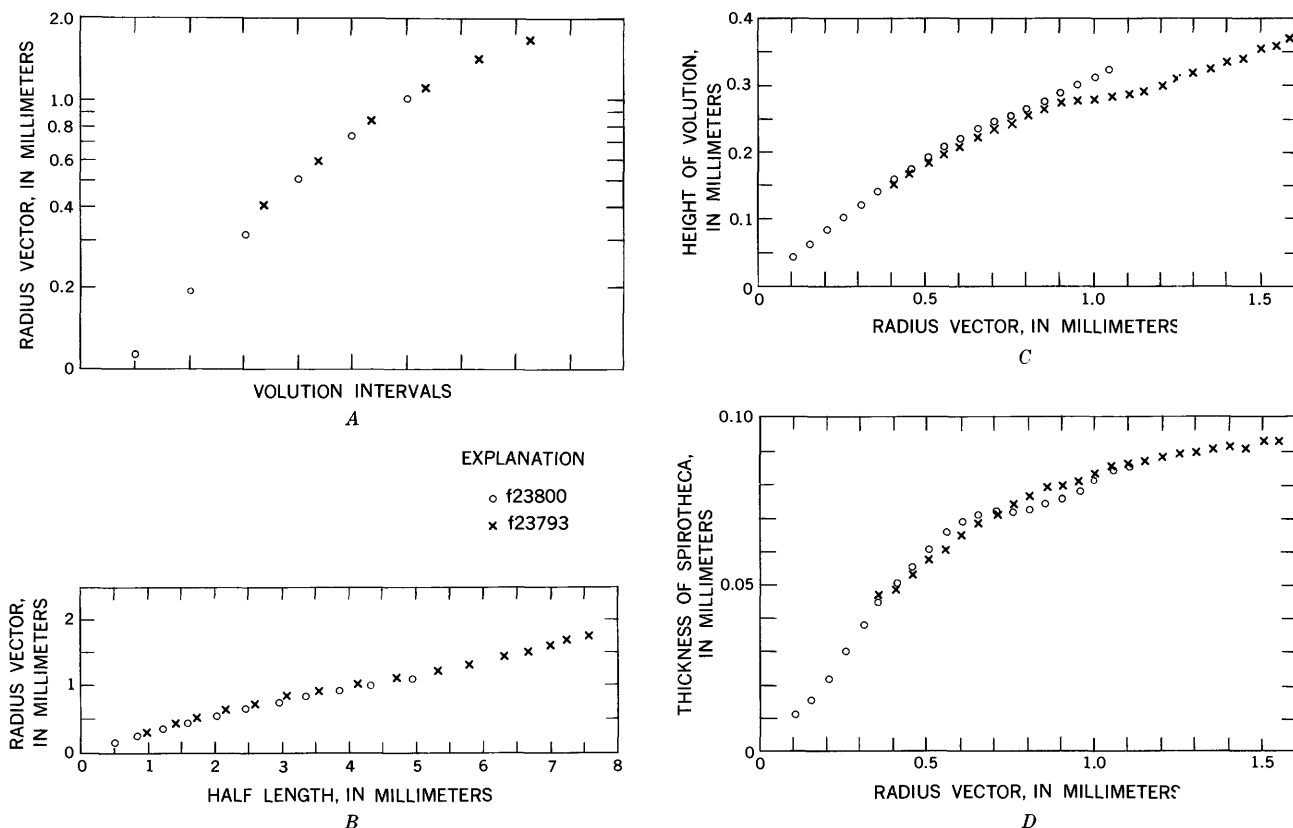 RADIUS VECTOR, IN MILLIMETERS
2.0
1.0
0.8
0.6
0.4
0.2
0
VOLUTION INTERVALS
A
EXPLANATION
○ f23800
× f23793
RADIUS VECTOR,
IN MILLIMETERS
2
1
0
0 1 2 3 4 5 6 7 8
HALF LENGTH, IN MILLIMETERS
B
HEIGHT OF VOLUTION,
IN MILLIMETERS
0.4
0.3
0.2
0.1
0
0 0.5 1.0 1.5
RADIUS VECTOR, IN MILLIMETERS
C
THICKNESS OF SPIROTHECA,
IN MILLIMETERS
0.10
0.05
0
0 0.5 1.0 1.5
RADIUS VECTOR, IN MILLIMETERS
D